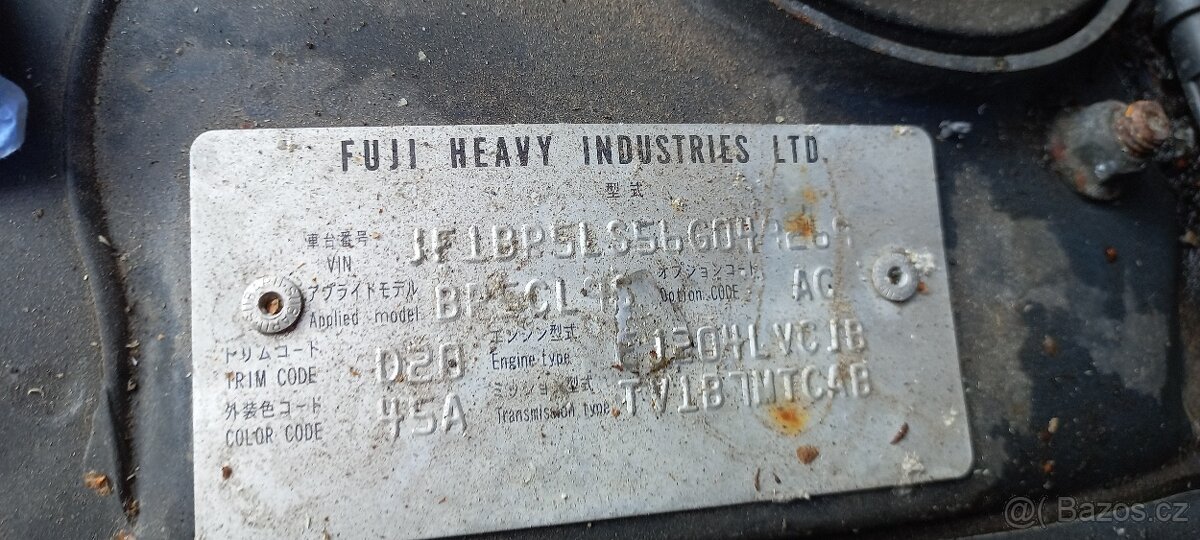 FUJI HEAVY INDUSTRIES LTD.
型式
車台番号
VIN
アプライドモデル
Applied model
オプションコード
Option CODE AC
トリムコード
TRIM CODE D20
エンジン型式
Engine type EJ204LVCJB
外装色コード
COLOR CODE 45A
ミッション型式
Transmission type
@( Bazos.cz